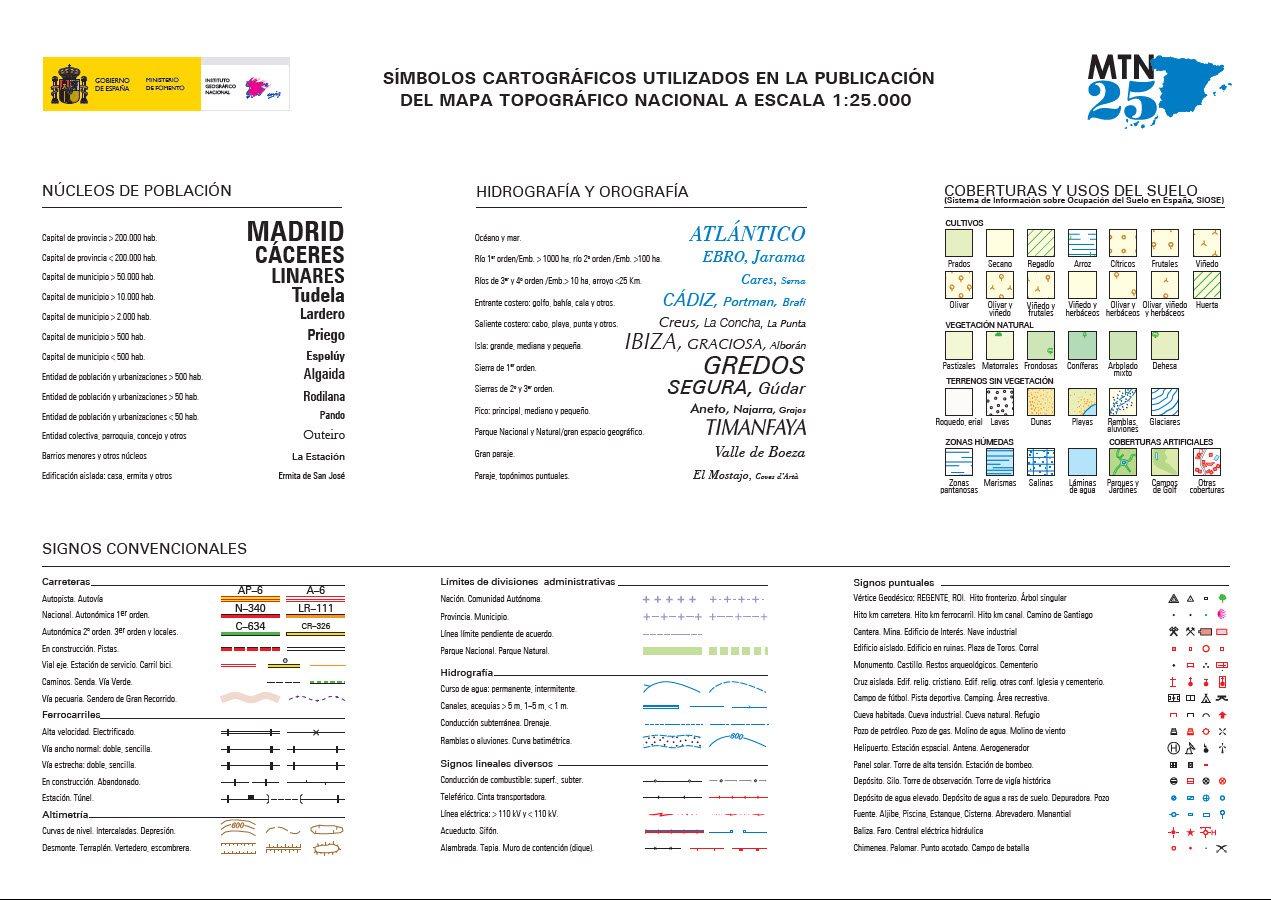 GOBIERNO
DE ESPAÑA
MINISTERIO
DE FOMENTO
INSTITUTO
GEOGRÁFICO
NACIONAL
SÍMBOLOS CARTOGRÁFICOS UTILIZADOS EN LA PUBLICACIÓN
DEL MAPA TOPOGRÁFICO NACIONAL A ESCALA 1:25.000
MTN
25
NÚCLEOS DE POBLACIÓN
Capital de provincia > 200.000 hab. MADRID
Capital de provincia < 200.000 hab. CÁCERES
Capital de municipio > 50.000 hab. LINARES
Capital de municipio > 10.000 hab. Tudela
Capital de municipio > 2.000 hab. Lardero
Capital de municipio > 500 hab. Priego
Capital de municipio < 500 hab. Espolúy
Entidad de población y urbanizaciones > 500 hab. Algaida
Entidad de población y urbanizaciones > 50 hab. Rodilana
Entidad de población y urbanizaciones < 50 hab. Pando
Entidad colectiva, parroquia, concejo y otros Outeiro
Barrios menores y otros núcleos La Estación
Edificación aislada: casa, ermita y otros Ermita de San José
HIDROGRAFÍA Y OROGRAFÍA
Océano y mar. ATLÁNTICO
Río 1er orden/Emb. > 1000 ha, río 2º orden /Emb. >100 ha. EBRO, Jarama
Ríos de 3er y 4º orden /Emb.> 10 ha, arroyo <25 Km. Cares, Serna
Entrante costero: golfo, bahía, cala y otros. CÁDIZ, Portman, Brafi
Saliente costero: cabo, playa, punta y otros. Creus, La Concha, La Punta
Isla: grande, mediana y pequeña. IBIZA, GRACIOSA, Alborán
Sierra de 1er orden. GREDOS
Sierras de 2º y 3er orden. SEGURA, Gúdar
Pico: principal, mediano y pequeño. Aneto, Najarra, Grajos
Parque Nacional y Natural/gran espacio geográfico. TIMANFAYA
Gran paraje. Valle de Boeza
Paraje, topónimos puntuales. El Mostajo, Coves d'Artà
COBERTURAS Y USOS DEL SUELO
(Sistema de Información sobre Ocupación del Suelo en España, SIOSE)
CULTIVOS
Prados Secano Regadío Arroz Cítricos Frutales Viñedo
Olivar Olivar y Viñedo y Viñedo y Olivar y Olivar, viñedo Huerta
viñedo frutales herbáceos herbáceos y herbáceos
VEGETACIÓN NATURAL
Pastizales Matorrales Frondosas Coníferas Arbolado Dehesa
mixto
TERRENOS SIN VEGETACIÓN
Roquedo, erial Lavas Dunas Playas Ramblas, Glaciares
aluviones
ZONAS HÚMEDAS COBERTURAS ARTIFICIALES
Zonas Marismas Salinas Láminas Parques y Campos Otras
pantanosas de agua Jardines de Golf coberturas
SIGNOS CONVENCIONALES
Carreteras
AP–6 A–6
Autopista. Autovía
N–340 LR–111
Nacional. Autonómica 1er orden.
C–634 CR–326
Autonómica 2º orden. 3er orden y locales.
En construcción. Pistas.
Vial eje. Estación de servicio. Carril bici.
Caminos. Senda. Vía Verde.
Vía pecuaria. Sendero de Gran Recorrido.
Ferrocarriles
Alta velocidad. Electrificado.
Vía ancho normal: doble, sencilla.
Vía estrecha: doble, sencilla.
En construcción. Abandonado.
Estación. Túnel.
Altimetría
Curvas de nivel. Intercaladas. Depresión. 600
Desmonte. Terraplén. Vertedero, escombrera.
Límites de divisiones administrativas
Nación. Comunidad Autónoma.
Provincia. Municipio.
Línea límite pendiente de acuerdo.
Parque Nacional. Parque Natural.
Hidrografía
Curso de agua: permanente, intermitente.
Canales, acequias > 5 m, 1–5 m, < 1 m.
Conducción subterránea. Drenaje.
Ramblas o aluviones. Curva batimétrica. 600
Signos lineales diversos
Conducción de combustible: superf., subter.
Teleférico. Cinta transportadora.
Línea eléctrica: > 110 kV y < 110 kV.
Acueducto. Sifón.
Alambrada. Tapia. Muro de contención (dique).
Signos puntuales
Vértice Geodésico: REGENTE, ROI. Hito fronterizo. Árbol singular
Hito km carretera. Hito km ferrocarril. Hito km canal. Camino de Santiago
Cantera. Mina. Edificio de Interés. Nave industrial
Edificio aislado. Edificio en ruinas. Plaza de Toros. Corral
Monumento. Castillo. Restos arqueológicos. Cementerio
Cruz aislada. Edif. relig. cristiano. Edif. relig. otras conf. Iglesia y cementerio.
Campo de fútbol. Pista deportiva. Camping. Área recreativa.
Cueva habitada. Cueva industrial. Cueva natural. Refugio
Pozo de petróleo. Pozo de gas. Molino de agua. Molino de viento
Helipuerto. Estación espacial. Antena. Aerogenerador
H
Panel solar. Torre de alta tensión. Estación de bombeo.
Depósito. Silo. Torre de observación. Torre de vigía histórica
Depósito de agua elevado. Depósito de agua a ras de suelo. Depuradora. Pozo
Fuente. Aljibe, Piscina, Estanque, Cisterna. Abrevadero. Manantial
Baliza. Faro. Central eléctrica hidráulica
Chimenea. Palomar. Punto acotado. Campo de batalla